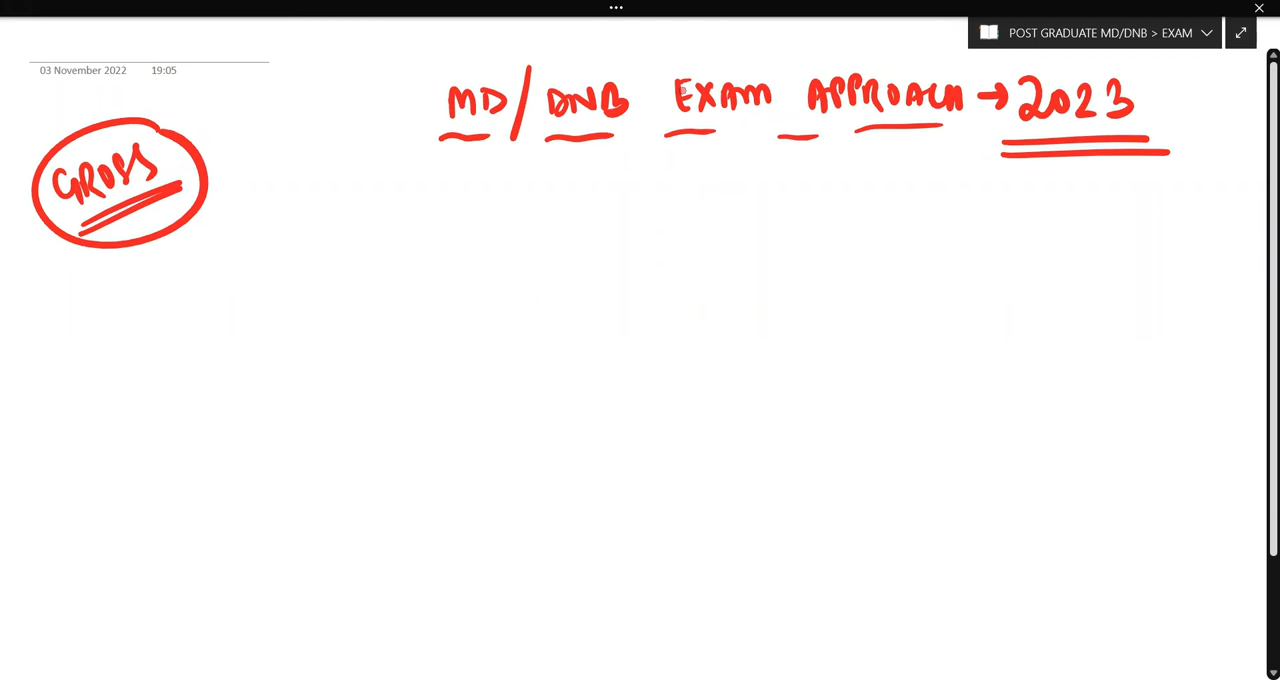 POST GRADUATE MD/DNB > EXAM
03 November 2022 19:05
MD/DNB EXAM APPROACH → 2023
GROSS